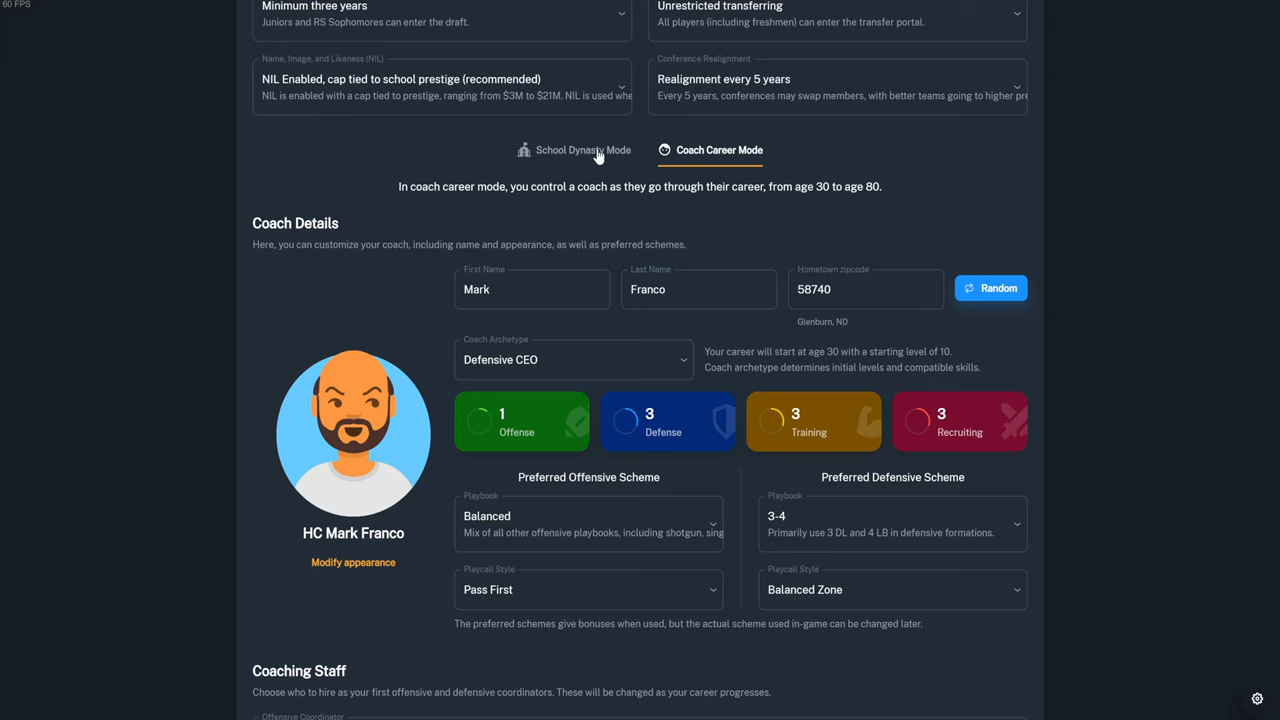 60 FPS
Minimum three years
Juniors and RS Sophomores can enter the draft.
Unrestricted transferring
All players (including freshmen) can enter the transfer portal.
Name, Image, and Likeness (NIL)
NIL Enabled, cap tied to school prestige (recommended)
NIL is enabled with a cap tied to prestige, ranging from $3M to $21M. NIL is used whe
Conference Realignment
Realignment every 5 years
Every 5 years, conferences may swap members, with better teams going to higher pre
School Dynasty Mode
Coach Career Mode
In coach career mode, you control a coach as they go through their career, from age 30 to age 80.
Coach Details
Here, you can customize your coach, including name and appearance, as well as preferred schemes.
First Name
Mark
Last Name
Franco
Hometown zipcode
58740
Random
Glenburn, ND
Coach Archetype
Defensive CEO
Your career will start at age 30 with a starting level of 10.
Coach archetype determines initial levels and compatible skills.
1
Offense
3
Defense
3
Training
3
Recruiting
HC Mark Franco
Modify appearance
Preferred Offensive Scheme
Playbook
Balanced
Mix of all other offensive playbooks, including shotgun, sing
Playcall Style
Pass First
Preferred Defensive Scheme
Playbook
3-4
Primarily use 3 DL and 4 LB in defensive formations.
Playcall Style
Balanced Zone
The preferred schemes give bonuses when used, but the actual scheme used in-game can be changed later.
Coaching Staff
Choose who to hire as your first offensive and defensive coordinators. These will be changed as your career progresses.
Offensive Coordinator